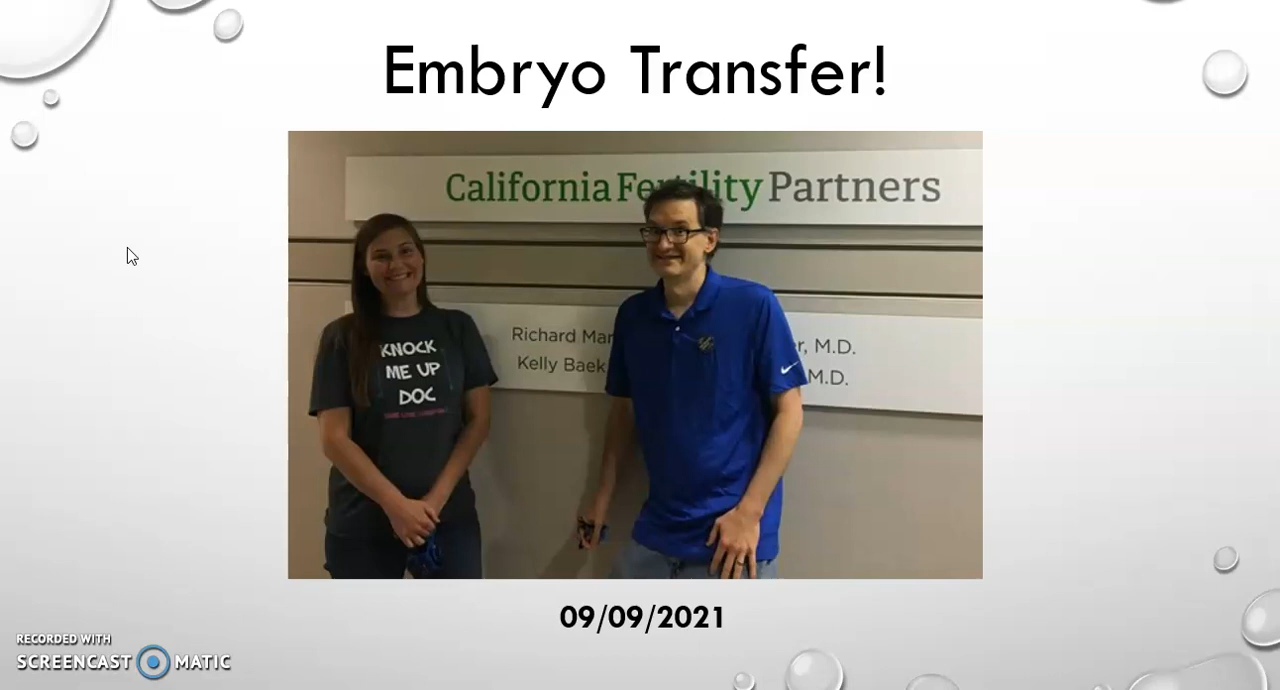 Embryo Transfer!
California Fertility Partners
Richard
Kelly Baek
M.D.
M.D.
KNOCK
ME UP
DOC
09/09/2021
RECORDED WITH
SCREENCAST MATIC